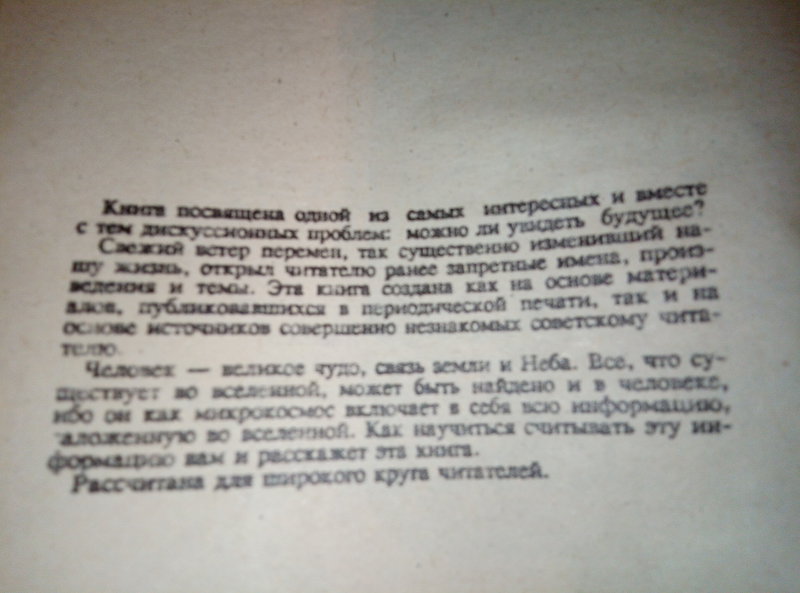 Книга посвящена одной из самых интересных и вместе
с тем дискуссионных проблем: можно ли увидеть будущее?
Свежий ветер перемен, так существенно изменивший на-
шу жизнь, открыл читателю ранее запретные имена, произ-
ведения и темы. Эта книга создана как на основе матери-
алов, публиковавшихся в периодической печати, так и на
основе источников совершенно незнакомых советскому чита-
телю.
Человек — великое чудо, связь земли и Неба. Все, что су-
ществует во вселенной, может быть найдено и в человеке,
ибо он как микрокосмос включает в себя всю информацию,
заложенную во вселенной. Как научиться считывать эту ин-
формацию вам и расскажет эта книга.
Рассчитана для широкого круга читателей.